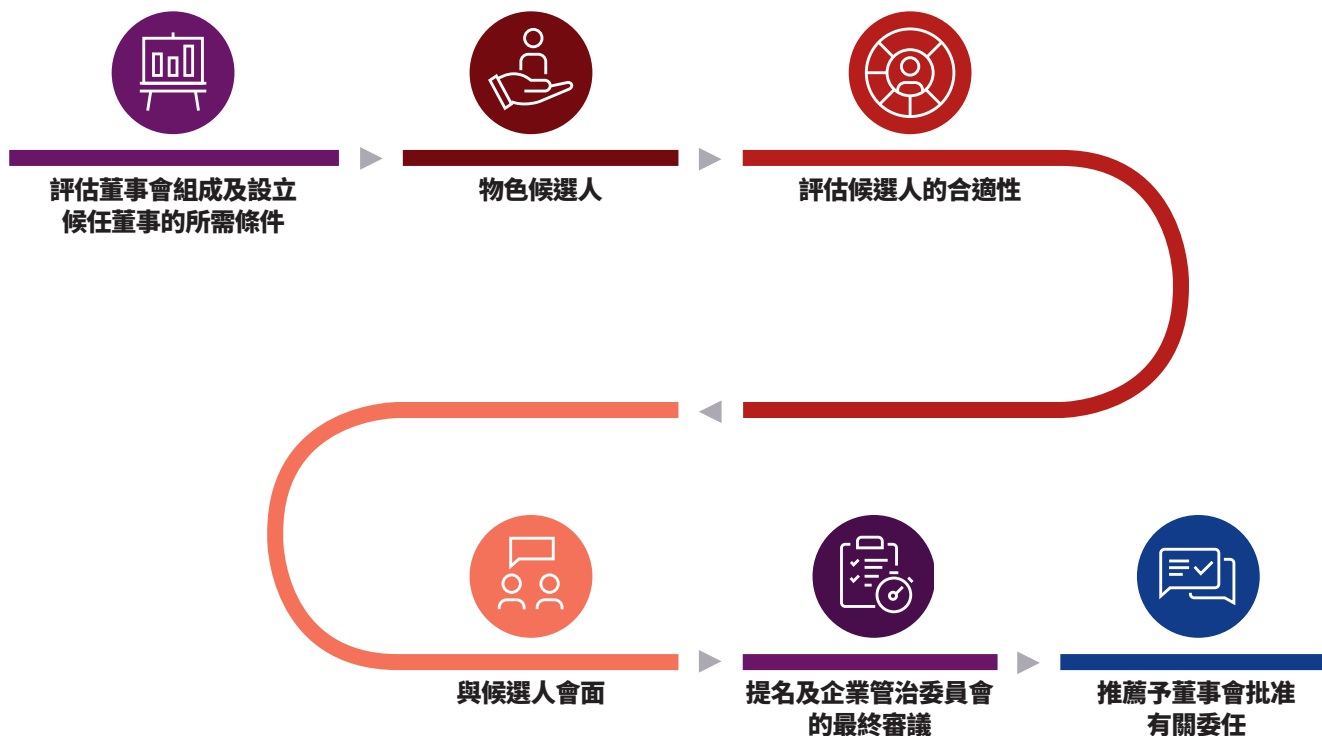 評估董事會組成及設立
候任董事的所需條件
物色候選人
評估候選人的合適性
與候選人會面
提名及企業管治委員會
的最終審議
推薦予董事會批准
有關委任